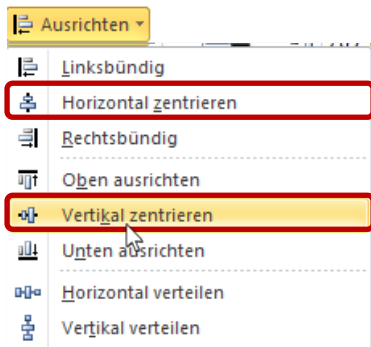 Ausrichten
Linksbündig
Horizontal zentrieren
Rechtsbündig
Oben ausrichten
Vertikal zentrieren
Unten ausrichten
Horizontal verteilen
Vertikal verteilen